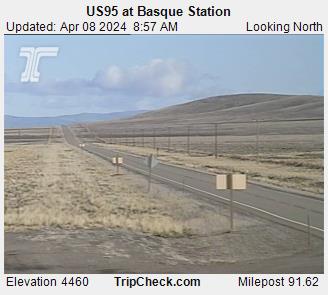 US95 at Basque Station
Updated: Apr 08 2024 8:57 AM Looking North
Elevation 4460 TripCheck.com Milepost 91.62